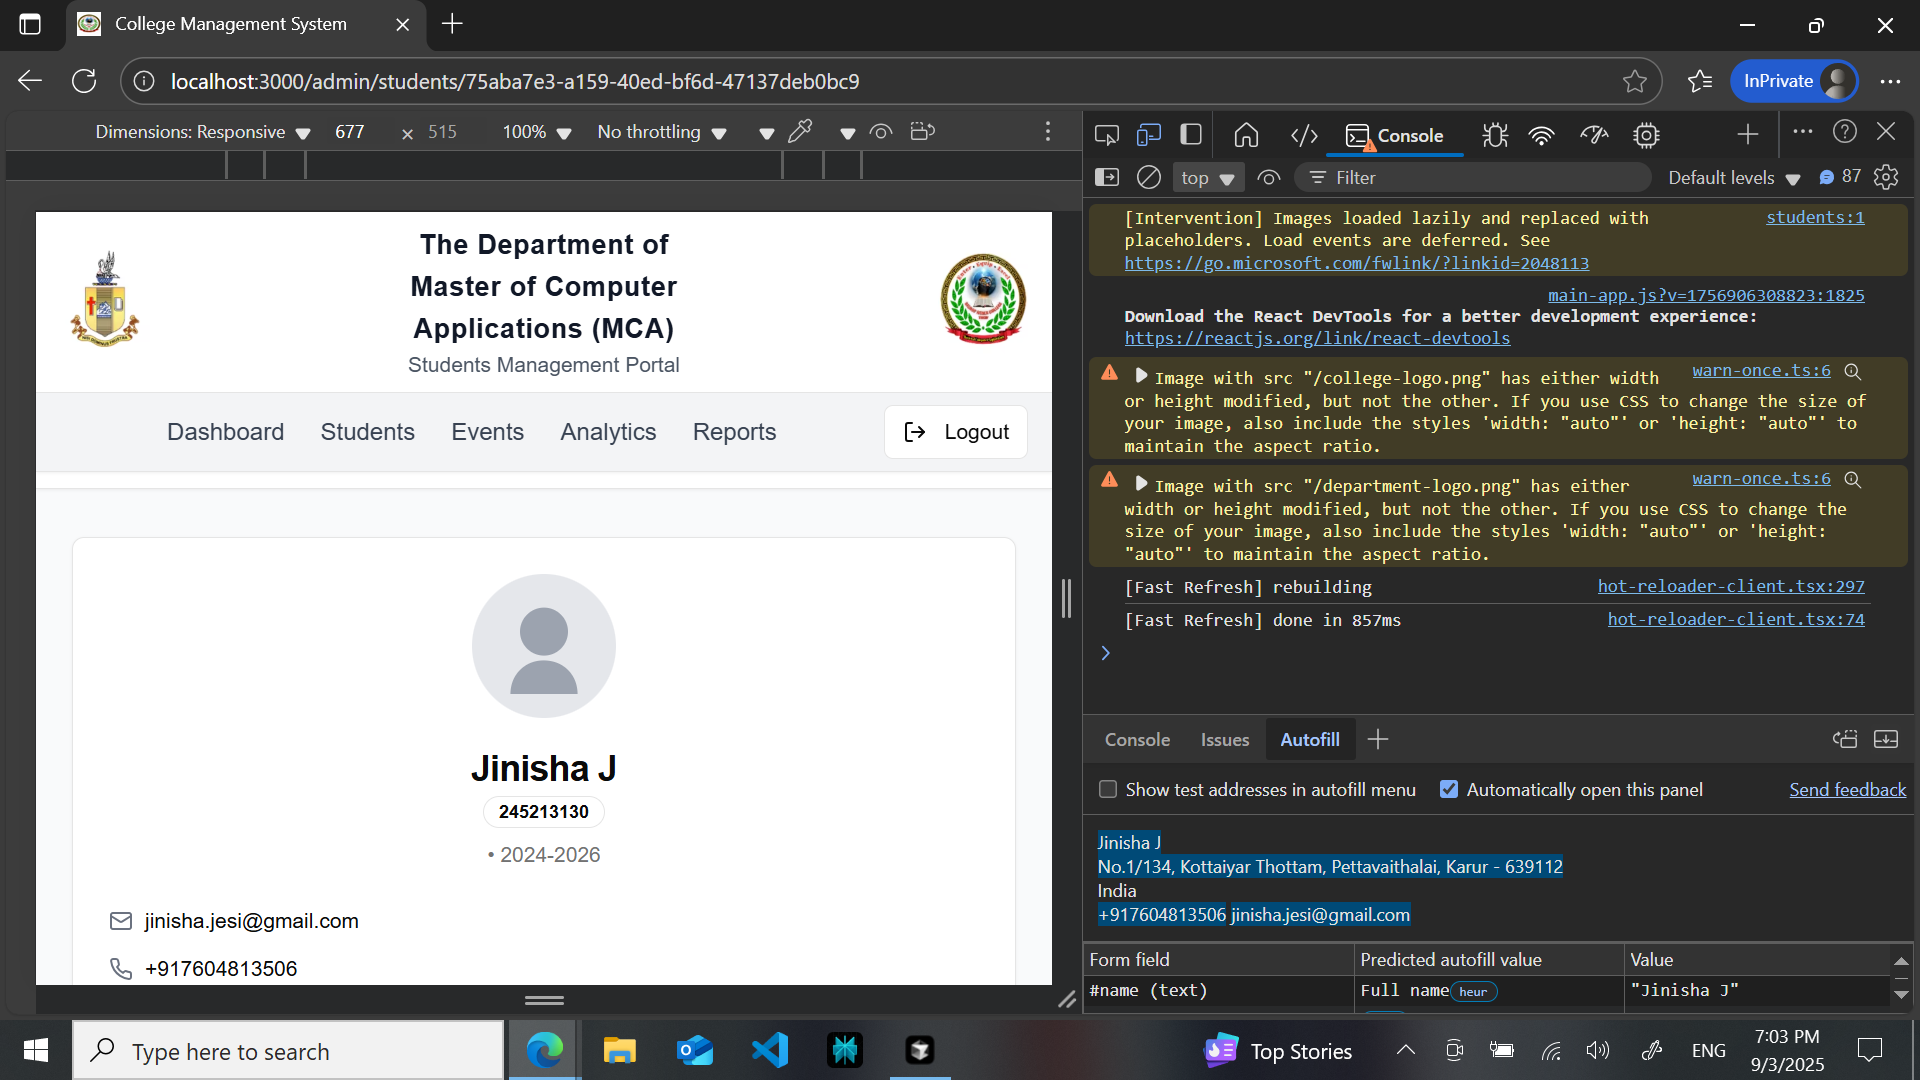 College Management System
localhost:3000/admin/students/75aba7e3-a159-40ed-bf6d-47137deb0bc9
InPrivate
Dimensions: Responsive 677 × 515 100% No throttling
The Department of
Master of Computer
Applications (MCA)
Students Management Portal
Dashboard Students Events Analytics Reports Logout
Jinisha J
245213130
• 2024-2026
jinisha.jesi@gmail.com
+917604813506
Console
top Filter Default levels 87
[Intervention] Images loaded lazily and replaced with students:1
placeholders. Load events are deferred. See
https://go.microsoft.com/fwlink/?linkid=2048113
main-app.js?v=1756906308823:1825
Download the React DevTools for a better development experience:
https://reactjs.org/link/react-devtools
Image with src "/college-logo.png" has either width warn-once.ts:6
or height modified, but not the other. If you use CSS to change the size of
your image, also include the styles 'width: "auto"' or 'height: "auto"' to
maintain the aspect ratio.
Image with src "/department-logo.png" has either warn-once.ts:6
width or height modified, but not the other. If you use CSS to change the
size of your image, also include the styles 'width: "auto"' or 'height:
"auto"' to maintain the aspect ratio.
[Fast Refresh] rebuilding hot-reloader-client.tsx:297
[Fast Refresh] done in 857ms hot-reloader-client.tsx:74
Console Issues Autofill
Show test addresses in autofill menu Automatically open this panel Send feedback
Jinisha J
No.1/134, Kottaiyar Thottam, Pettavaithalai, Karur - 639112
India
+917604813506 jinisha.jesi@gmail.com
Form field Predicted autofill value Value
#name (text) Full name heur "Jinisha J"
Type here to search
Top Stories
ENG
7:03 PM
9/3/2025